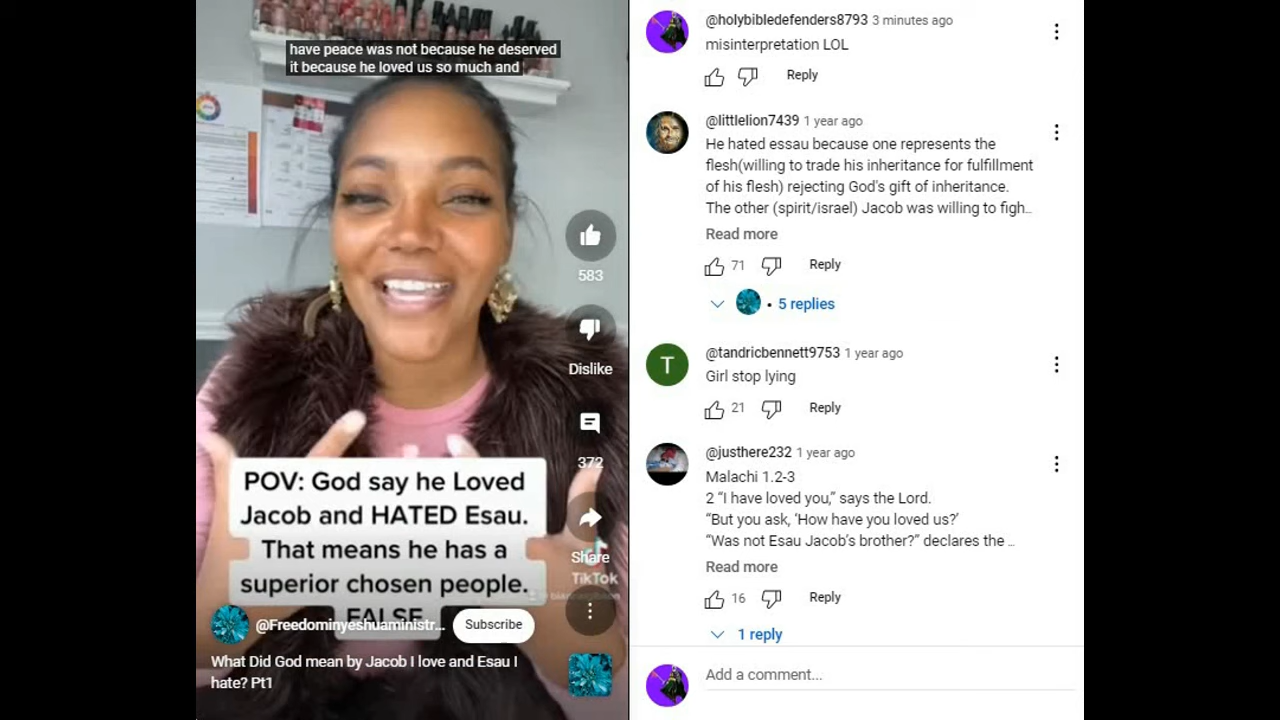 have peace was not because he deserved
it because he loved us so much and
583
Dislike
372
Share
TikTok
POV: God say he Loved
Jacob and HATED Esau.
That means he has a
superior chosen people.
FALSE
@Freedominyeshuaministr...
Subscribe
What Did God mean by Jacob I love and Esau I
hate? Pt1
@holybibledefenders8793 3 minutes ago
misinterpretation LOL
Reply
@littlelion7439 1 year ago
He hated essau because one represents the
flesh(willing to trade his inheritance for fulfillment
of his flesh) rejecting God's gift of inheritance.
The other (spirit/israel) Jacob was willing to figh…
Read more
71
Reply
• 5 replies
T
@tandricbennett9753 1 year ago
Girl stop lying
21
Reply
@justhere232 1 year ago
Malachi 1.2-3
2 “I have loved you,” says the Lord.
“But you ask, ‘How have you loved us?’
“Was not Esau Jacob’s brother?” declares the …
Read more
16
Reply
1 reply
Add a comment...